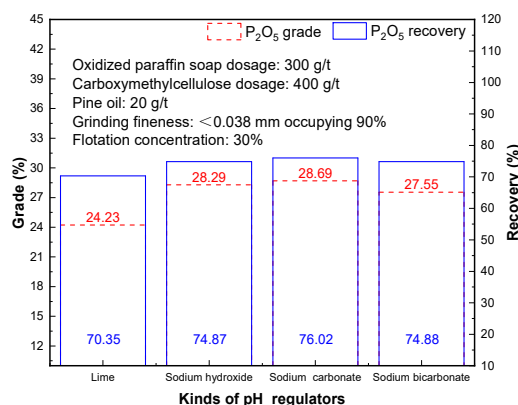 P₂O₅ grade P₂O₅ recovery
Oxidized paraffin soap dosage: 300 g/t
Carboxymethylcellulose dosage: 400 g/t
Pine oil: 20 g/t
Grinding fineness: <0.038 mm occupying 90%
Flotation concentration: 30%
Grade (%)
45
42
39
36
33
30
27
24
21
18
15
12
Recovery (%)
120
110
100
90
80
70
60
50
40
30
20
10
24.23 28.29 28.69 27.55
70.35 74.87 76.02 74.88
Lime Sodium hydroxide Sodium carbonate Sodium bicarbonate
Kinds of pH regulators